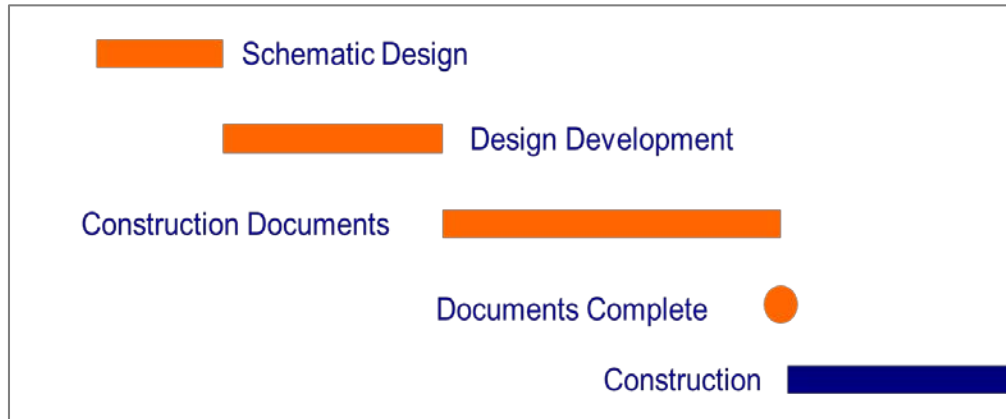 Schematic Design
Design Development
Construction Documents
Documents Complete
Construction